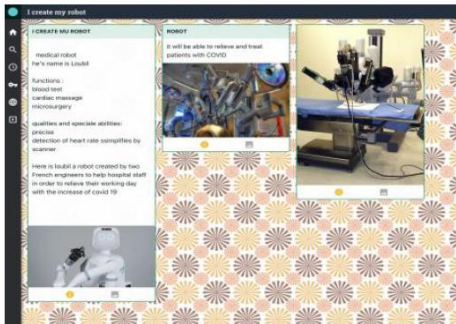 I create my robot
I CREATE MU ROBOT
medical robot
he's name is Loubil
functions :
blood test
cardiac massage
microsurgery
qualities and speciale abilities:
precise
detection of heart rate ssimplifies by
scanner
Here is loubil a robot created by two
French engineers to help hospital staff
in order to relieve their working day
with the increase of covid 19
ROBOT
it will be able to relieve and treat
patients with COVID